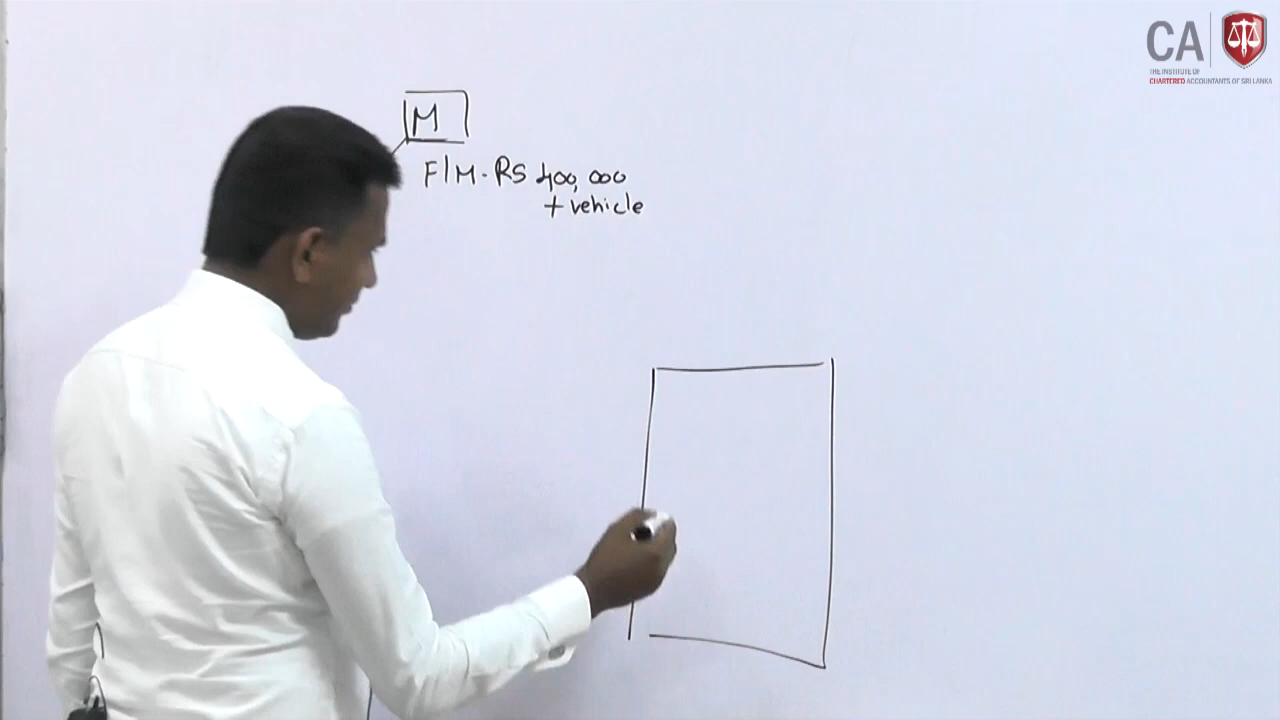 CA
THE INSTITUTE OF
CHARTERED ACCOUNTANTS OF SRI LANKA
M
F/M. RS 400,000
+ vehicle